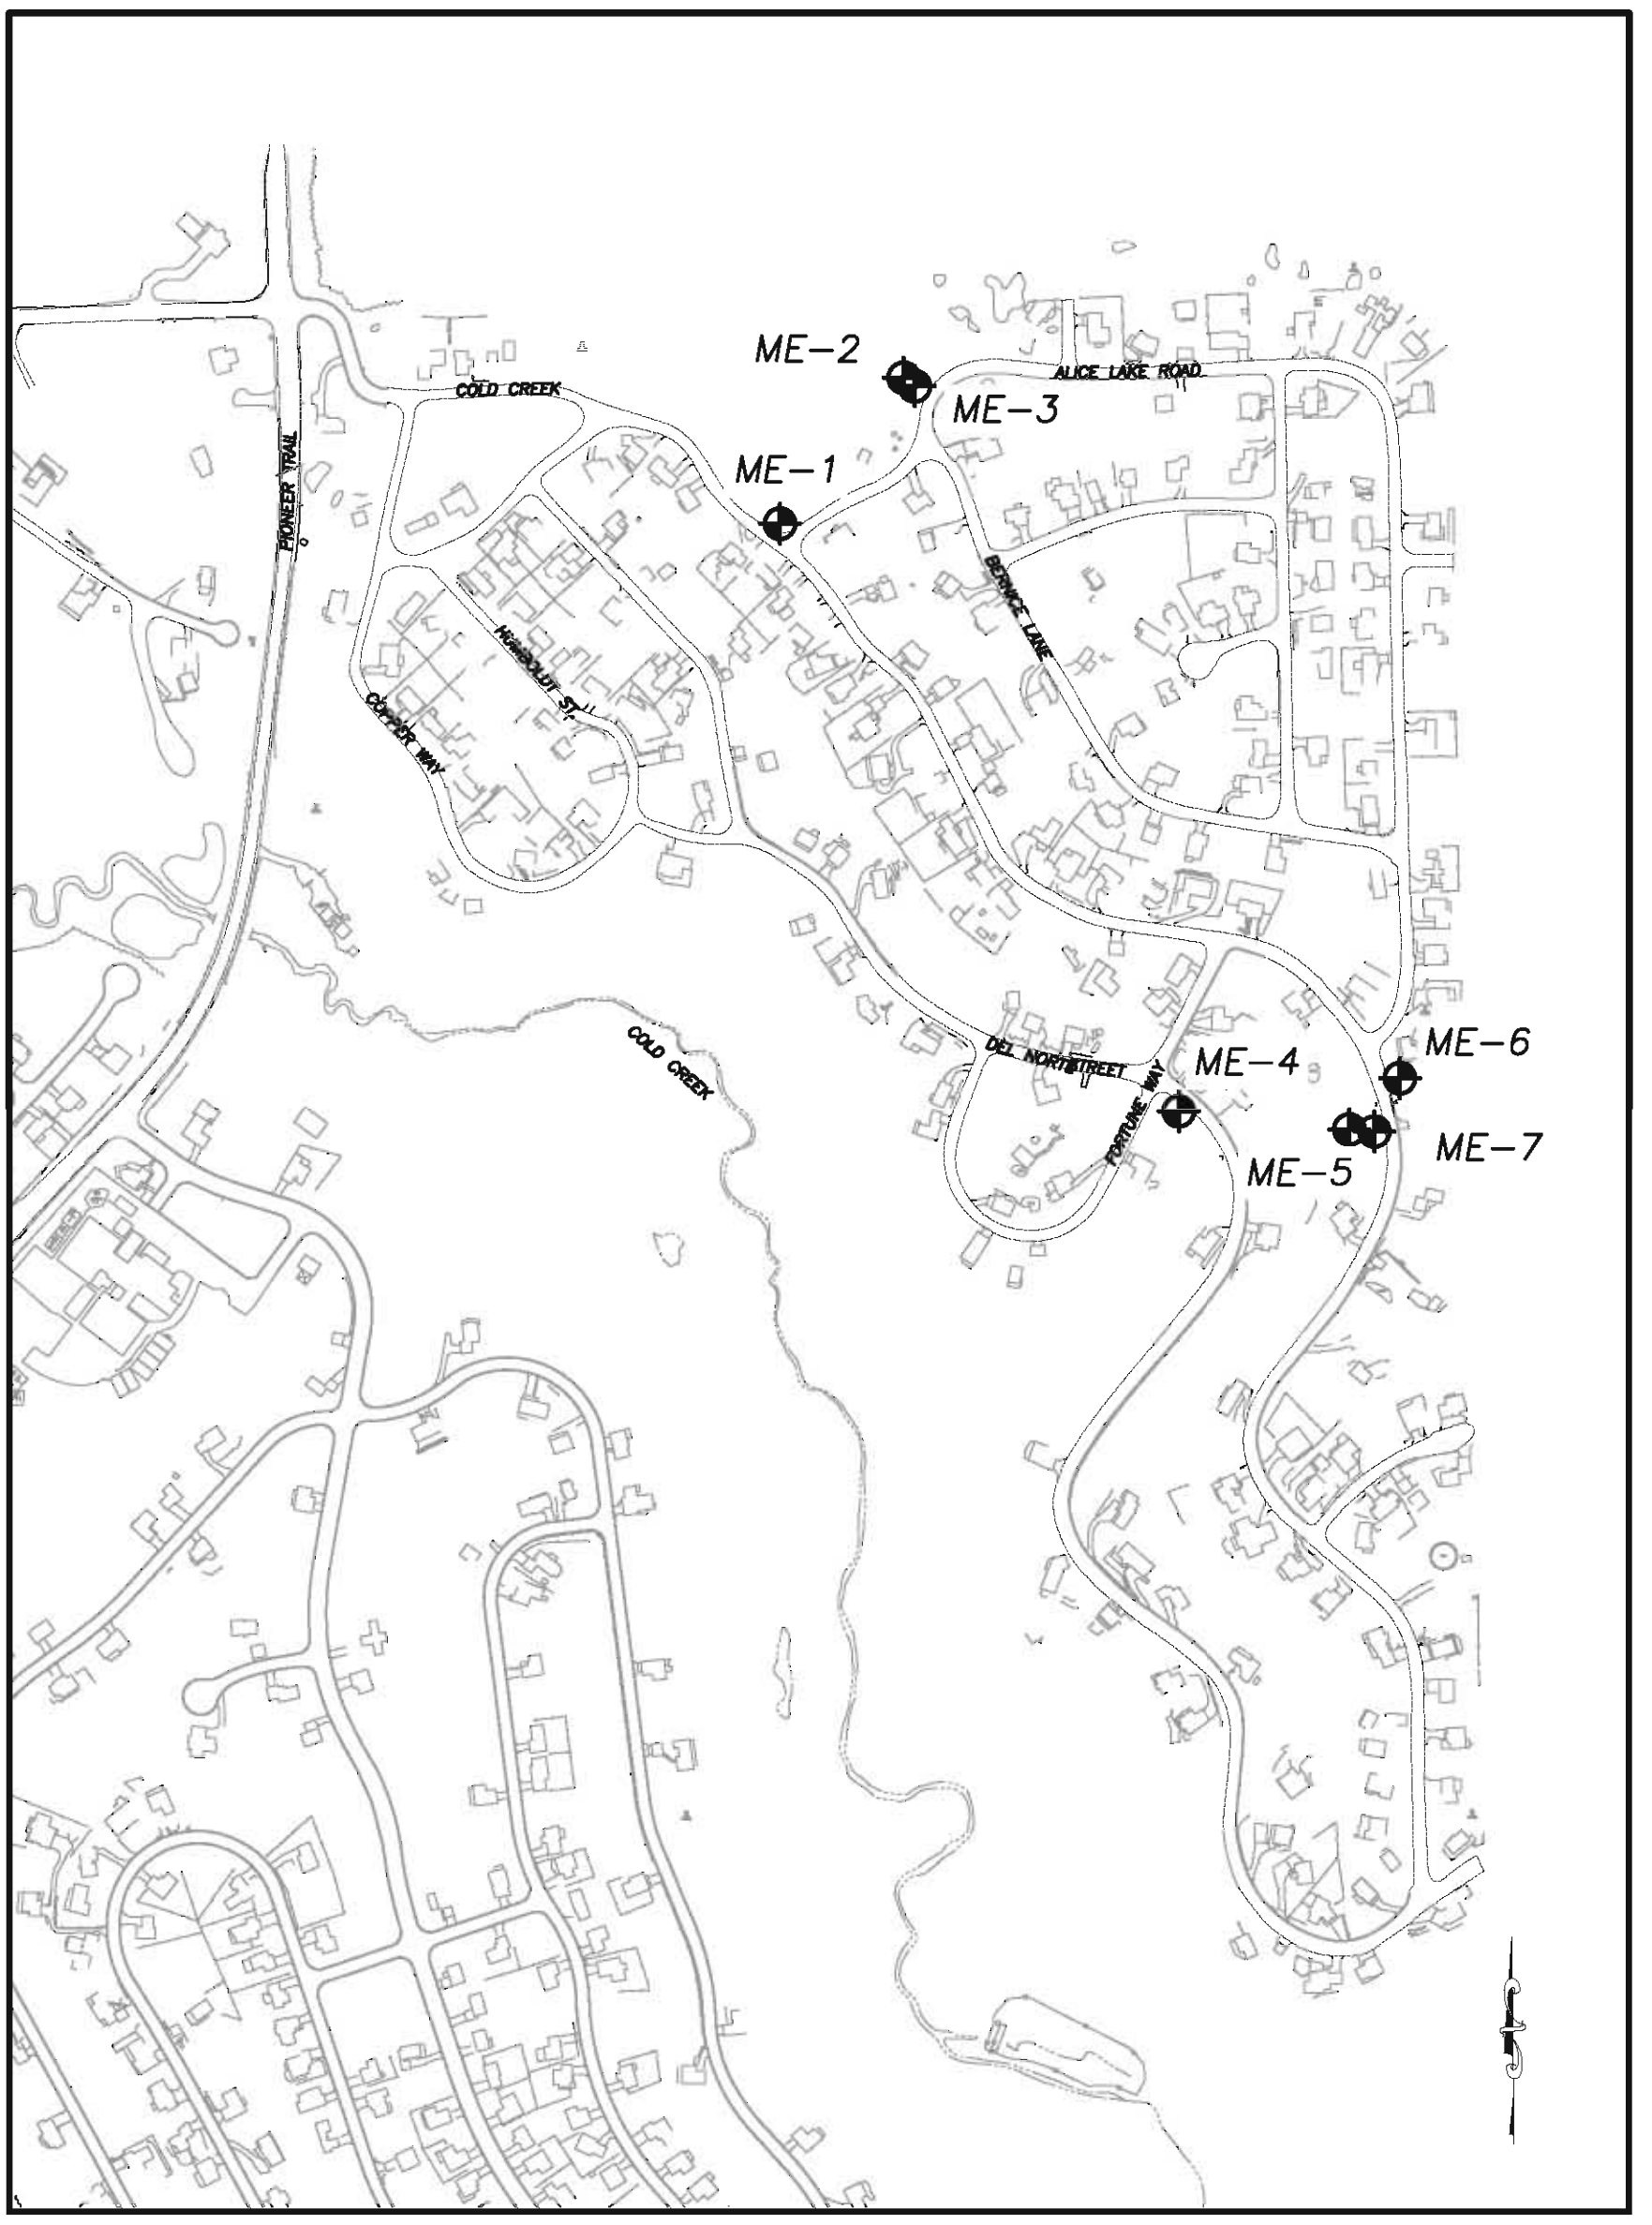 ME-2
ALICE LAKE ROAD
COLD CREEK
ME-3
PIONEER TRAIL
ME-1
BERNICE LANE
HUMBOLDT ST.
COPPER WAY
COLD CREEK
DEL NORT STREET
ME-4
ME-6
FORTUNE WAY
ME-5
ME-7